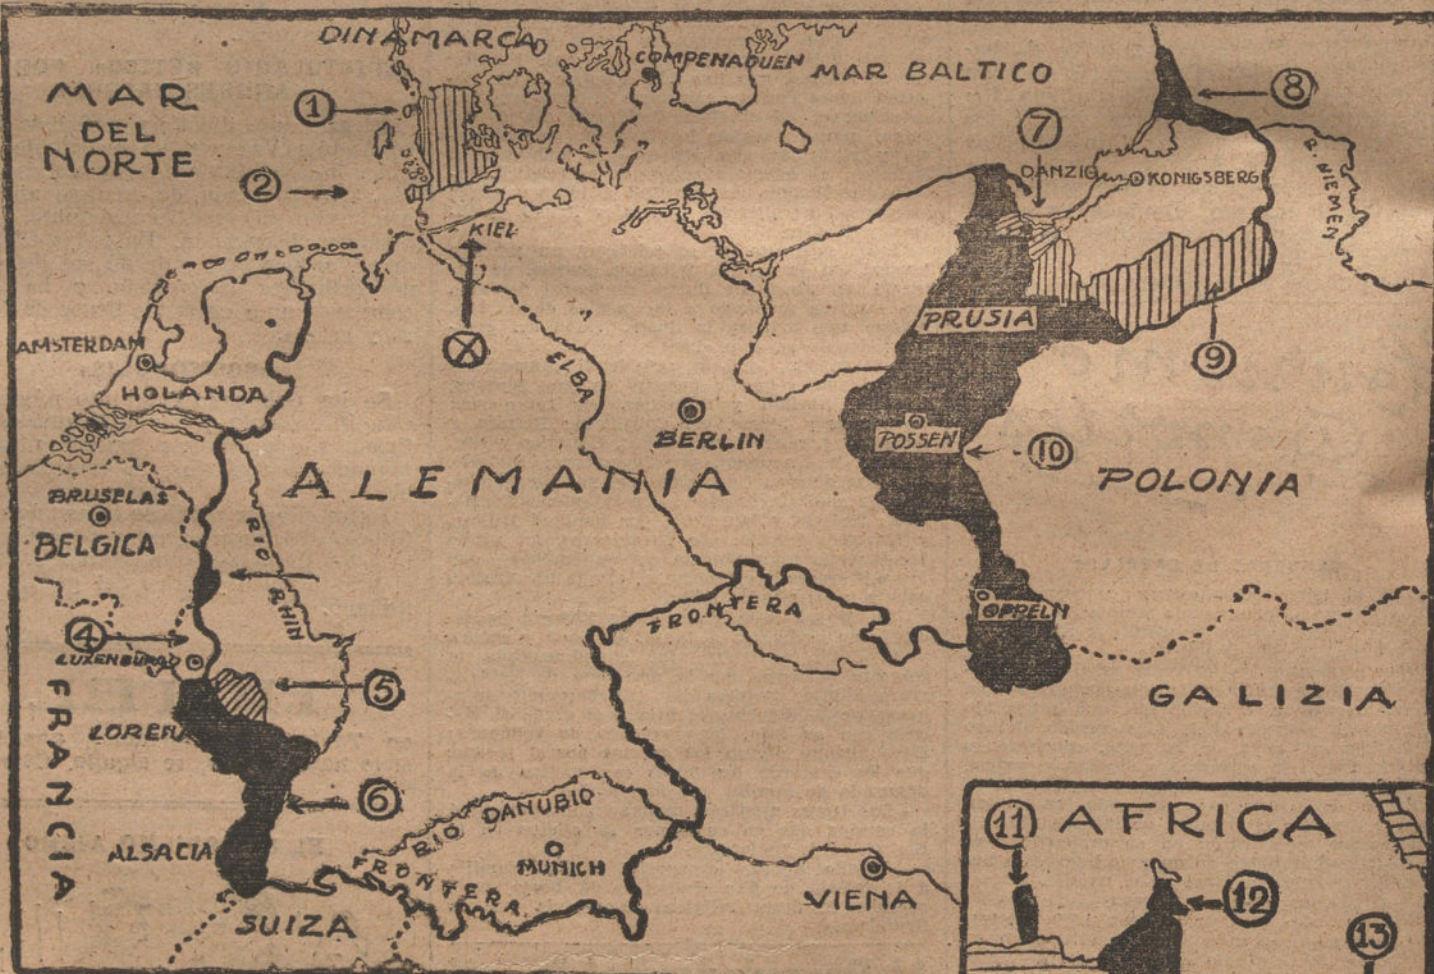 DINAMARCA
COMPENAQUEN
MAR BALTICO
MAR
DEL
NORTE
1
2
7
8
DANZIG
KONIGSBERG
R. NIEMEN
KIEL
X
PRUSIA
9
AMSTERDAM
HOLANDA
ELBA
BERLIN
POSSEN
10
ALEMANIA
POLONIA
BRUSELAS
BELGICA
RIO RHIN
FRONTERA
OPPELN
4
LUXENBURGO
5
GALIZIA
FRANCIA
LORENA
6
ALSACIA
RIO DANUBIO
FRONTERA
MUNICH
VIENA
SUIZA
11
AFRICA
12
13